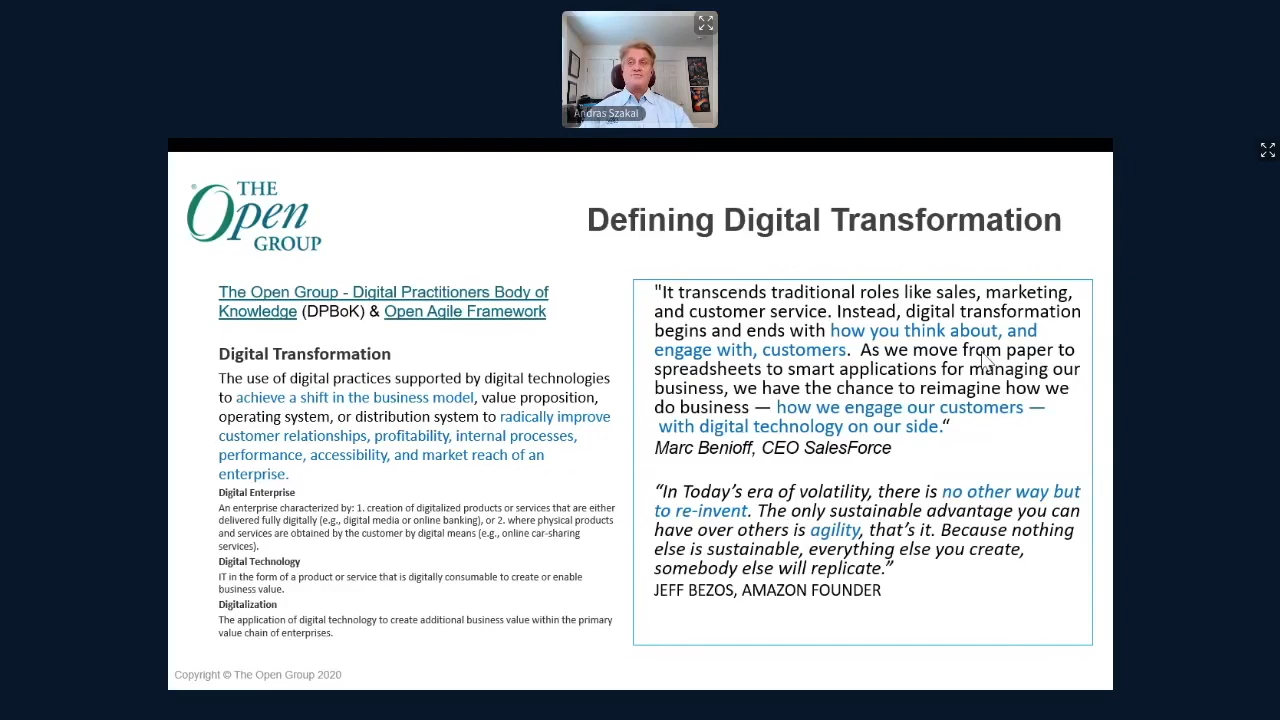 Andras Szakal
THE
Open
GROUP
®
Defining Digital Transformation
The Open Group - Digital Practitioners Body of
Knowledge (DPBoK) & Open Agile Framework
Digital Transformation
The use of digital practices supported by digital technologies
to achieve a shift in the business model, value proposition,
operating system, or distribution system to radically improve
customer relationships, profitability, internal processes,
performance, accessibility, and market reach of an
enterprise.
Digital Enterprise
An enterprise characterized by: 1. creation of digitalized products or services that are either
delivered fully digitally (e.g., digital media or online banking), or 2. where physical products
and services are obtained by the customer by digital means (e.g., online car-sharing
services).
Digital Technology
IT in the form of a product or service that is digitally consumable to create or enable
business value.
Digitalization
The application of digital technology to create additional business value within the primary
value chain of enterprises.
"It transcends traditional roles like sales, marketing,
and customer service. Instead, digital transformation
begins and ends with how you think about, and
engage with, customers.  As we move from paper to
spreadsheets to smart applications for managing our
business, we have the chance to reimagine how we
do business — how we engage our customers —
with digital technology on our side.“
Marc Benioff, CEO SalesForce
“In Today’s era of volatility, there is no other way but
to re-invent. The only sustainable advantage you can
have over others is agility, that’s it. Because nothing
else is sustainable, everything else you create,
somebody else will replicate.”
JEFF BEZOS, AMAZON FOUNDER
Copyright © The Open Group 2020